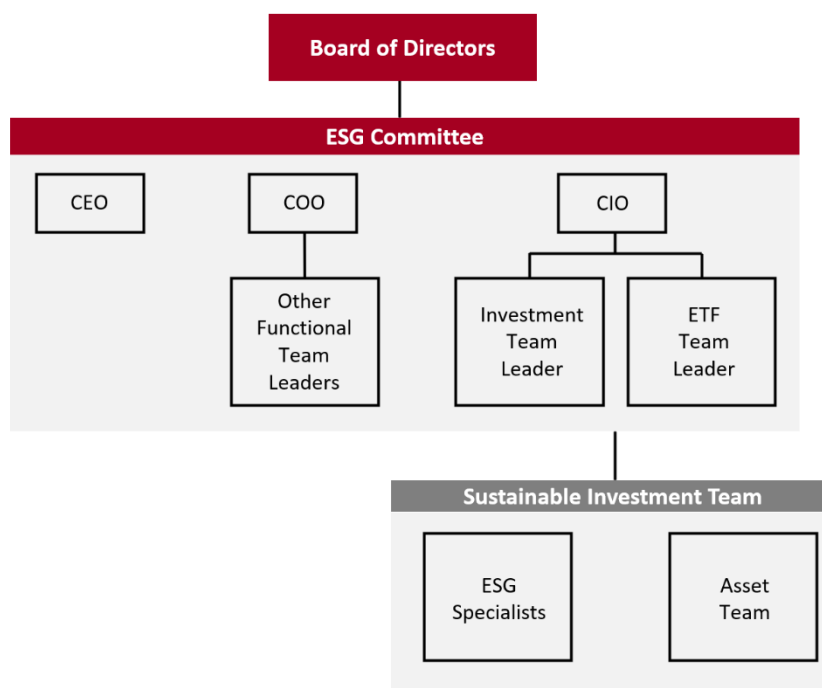 Board of Directors
ESG Committee
CEO
COO
CIO
Other
Functional
Team
Leaders
Investment
Team
Leader
ETF
Team
Leader
Sustainable Investment Team
ESG
Specialists
Asset
Team